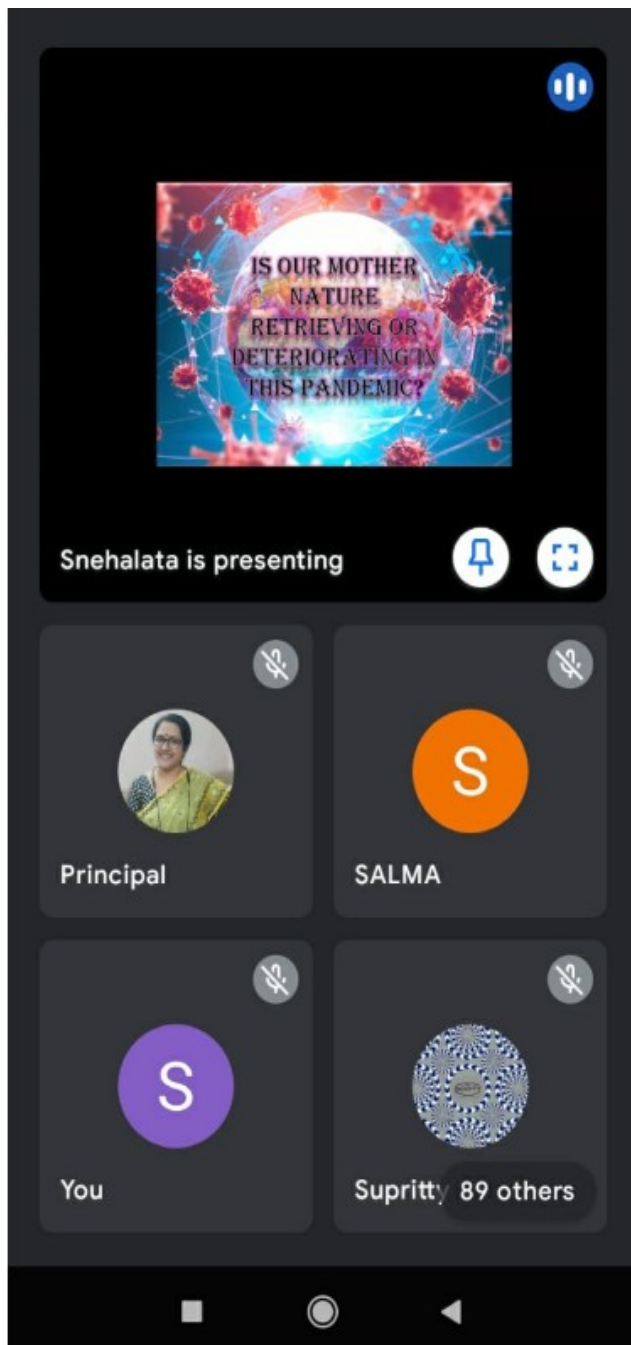 IS OUR MOTHER
NATURE
RETRIEVING OR
DETERIORATING IN
THIS PANDEMIC?
Snehalata is presenting
Principal
S
SALMA
S
You
Supritty
89 others